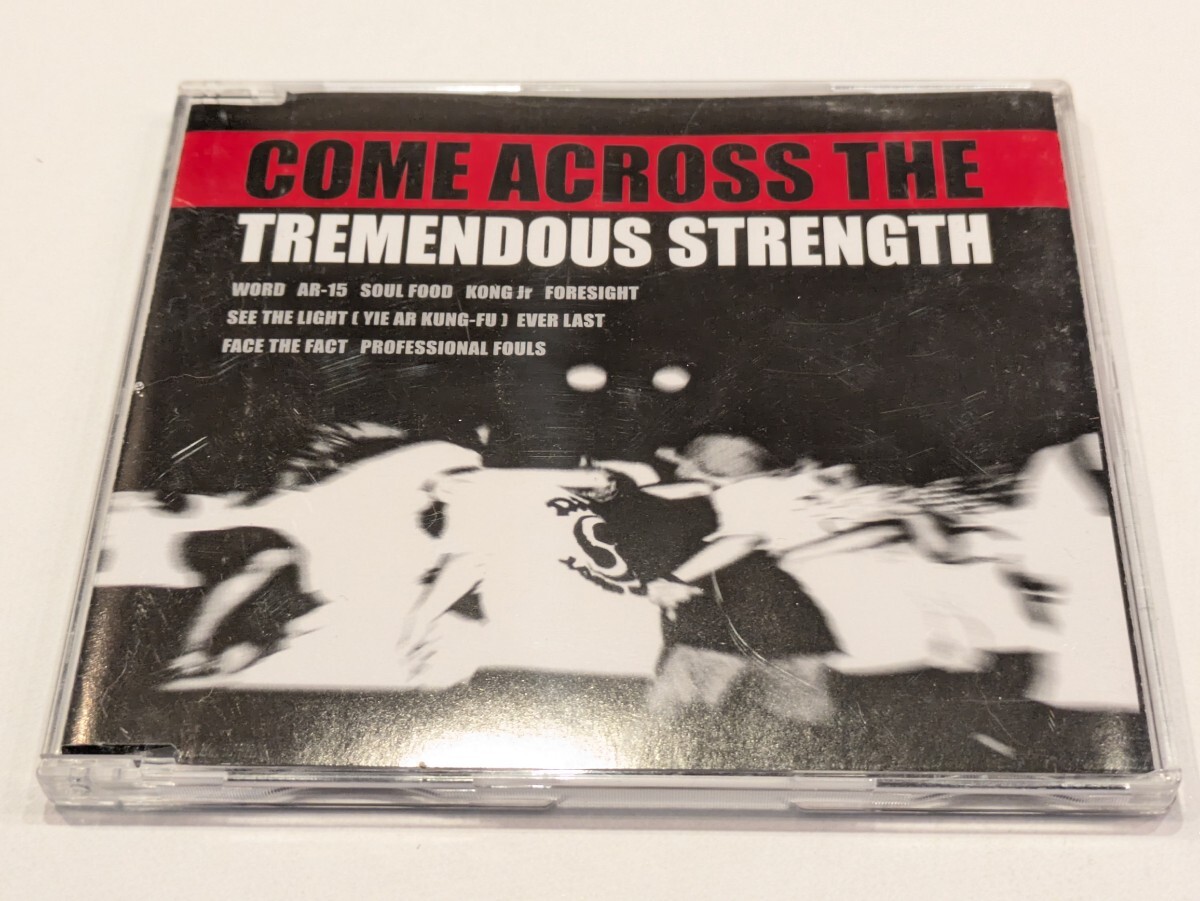 COME ACROSS THE
TREMENDOUS STRENGTH
WORD AR-15 SOUL FOOD KONG Jr FORESIGHT
SEE THE LIGHT ( YIE AR KUNG-FU ) EVER LAST
FACE THE FACT PROFESSIONAL FOULS
S